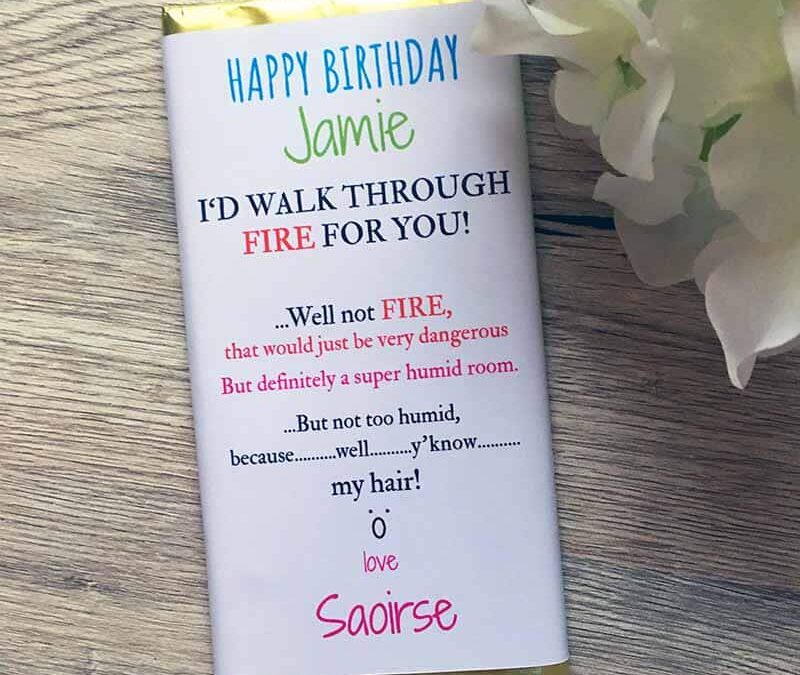 HAPPY BIRTHDAY
Jamie
I'D WALK THROUGH
FIRE FOR YOU!
...Well not FIRE,
that would just be very dangerous
But definitely a super humid room.
...But not too humid,
because..........well..........y'know..........
my hair!
Ö
love
Saoirse